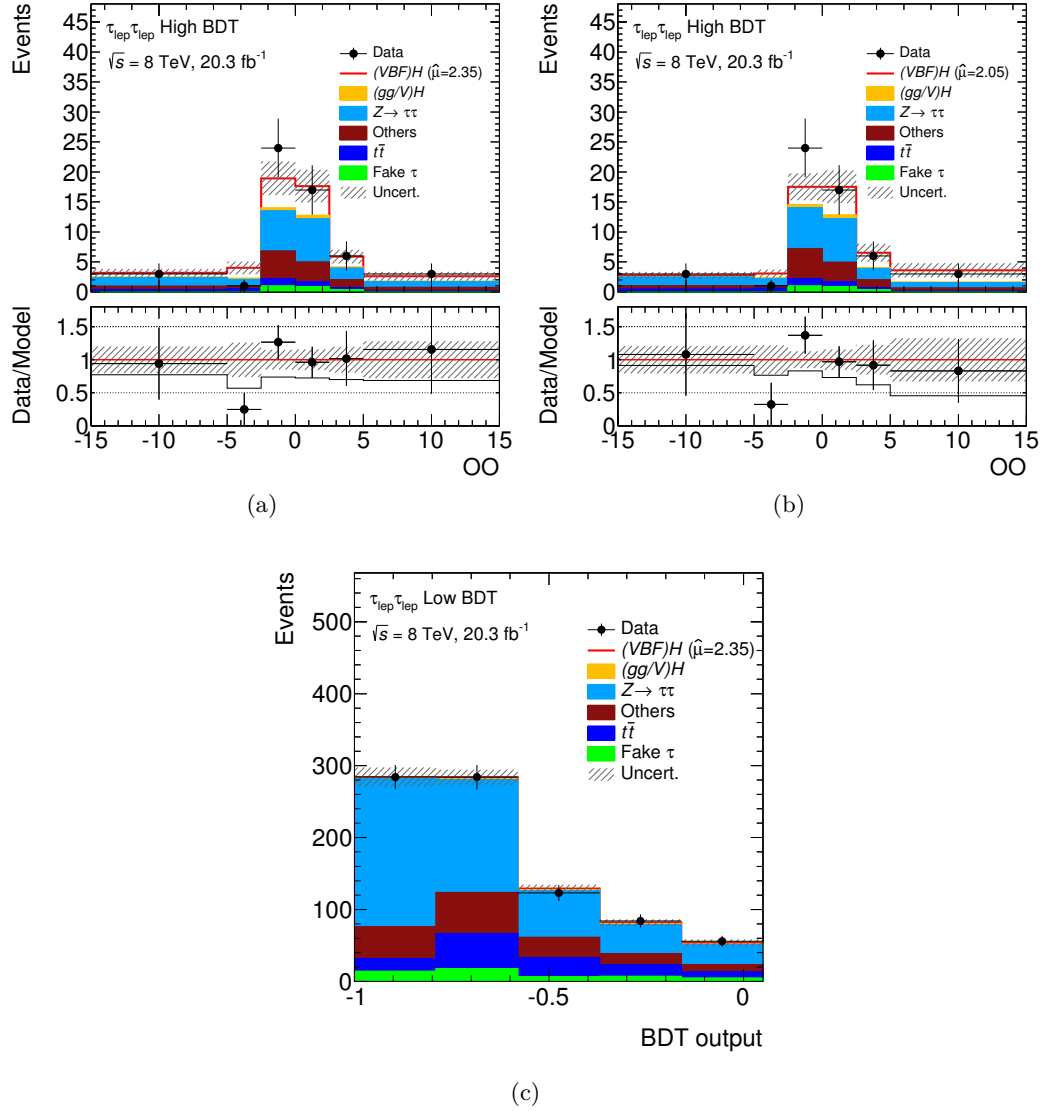 Events
45
40
35
30
25
20
15
10
5
0
τlepτlep High BDT
√s = 8 TeV, 20.3 fb-1
Data
(VBF)H (μ̂=2.35)
(gg/V)H
Z→ ττ
Others
tt̄
Fake τ
Uncert.
Data/Model
1.5
1
0.5
0
-15 -10 -5 0 5 10 15
OO
(a)
Events
45
40
35
30
25
20
15
10
5
0
τlepτlep High BDT
√s = 8 TeV, 20.3 fb-1
Data
(VBF)H (μ̂=2.05)
(gg/V)H
Z→ ττ
Others
tt̄
Fake τ
Uncert.
Data/Model
1.5
1
0.5
0
-15 -10 -5 0 5 10 15
OO
(b)
Events
500
400
300
200
100
0
τlepτlep Low BDT
√s = 8 TeV, 20.3 fb-1
Data
(VBF)H (μ̂=2.35)
(gg/V)H
Z→ ττ
Others
tt̄
Fake τ
Uncert.
-1 -0.5 0
BDT output
(c)